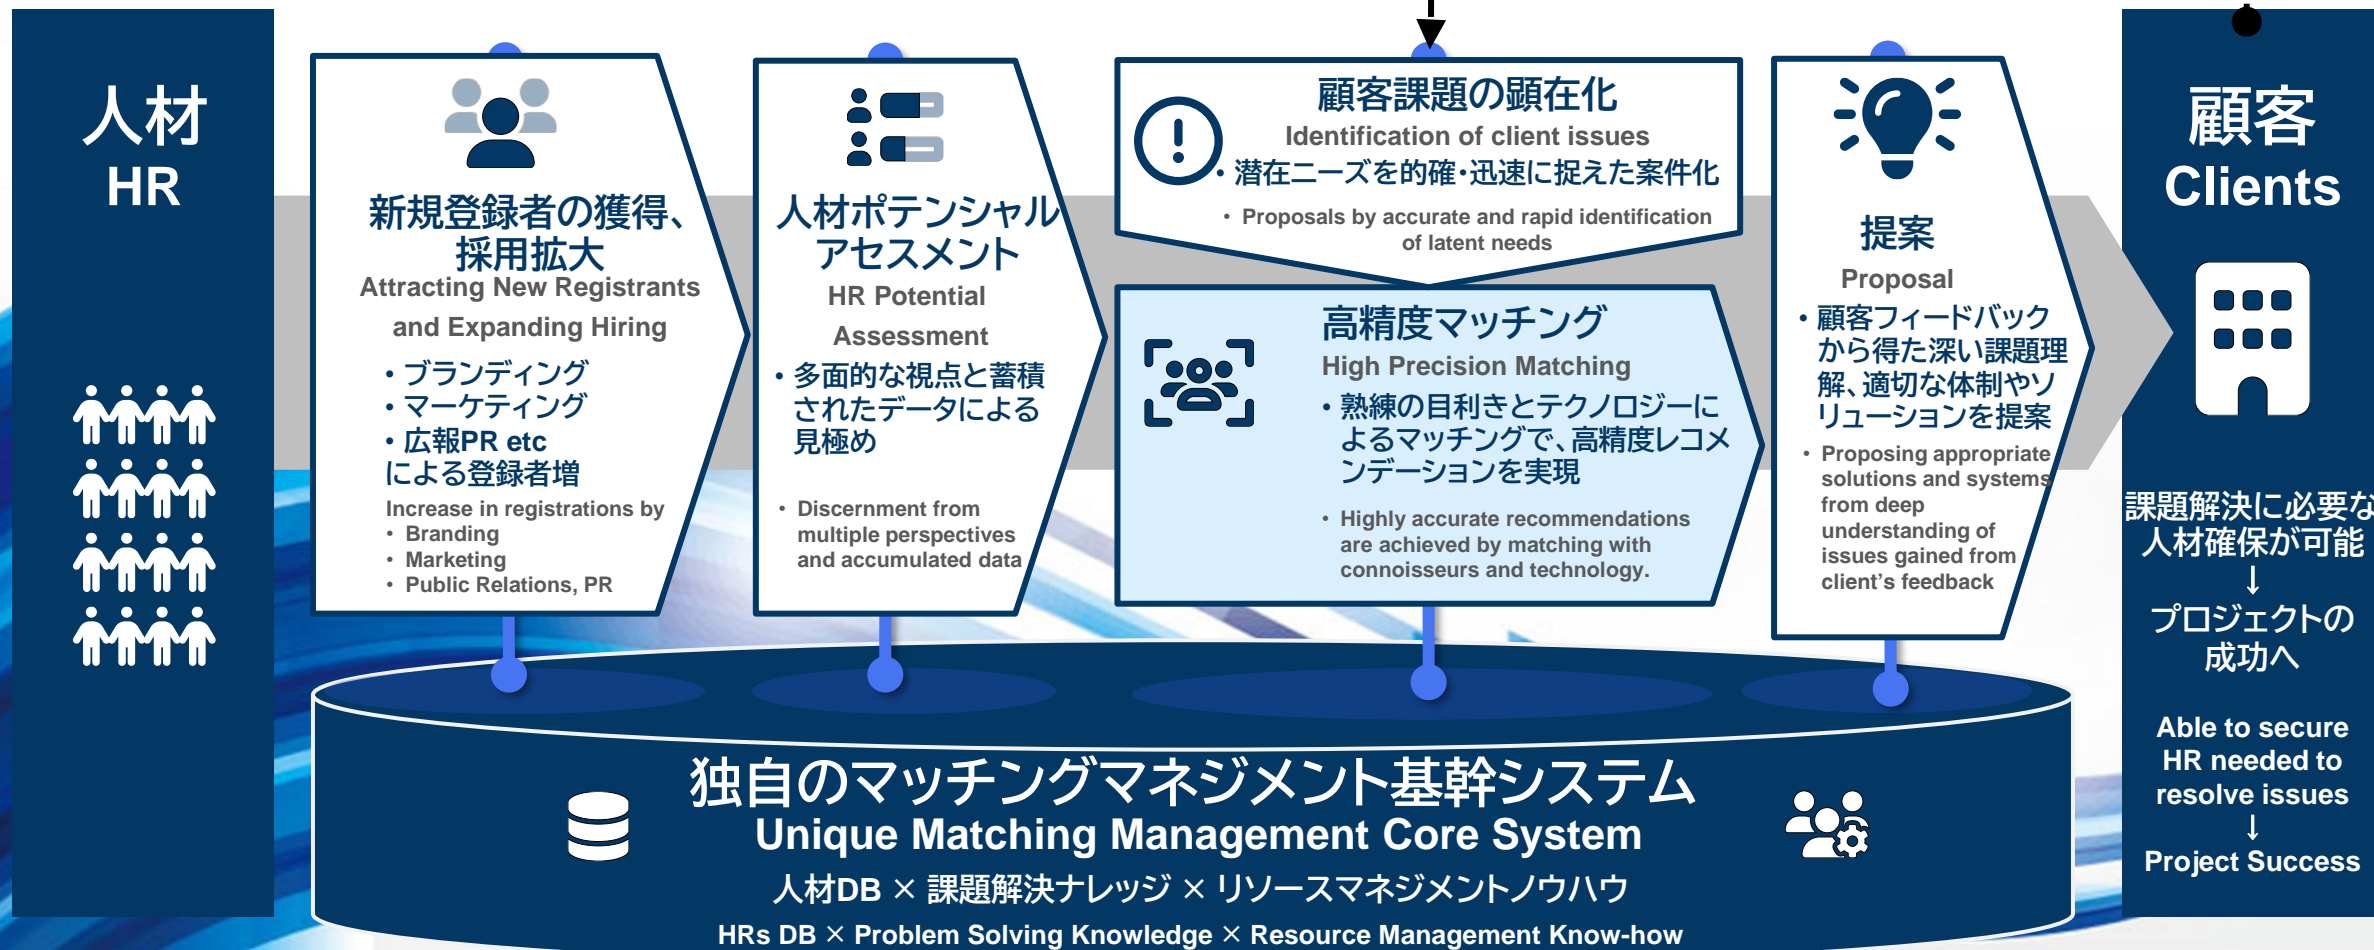 人材
HR
新規登録者の獲得、
採用拡大
Attracting New Registrants
and Expanding Hiring
・ブランディング
・マーケティング
・広報PR etc
による登録者増
Increase in registrations by
• Branding
• Marketing
• Public Relations, PR
人材ポテンシャル
アセスメント
HR Potential
Assessment
・多面的な視点と蓄積
されたデータによる
見極め
• Discernment from
multiple perspectives
and accumulated data
顧客課題の顕在化
Identification of client issues
・潜在ニーズを的確・迅速に捉えた案件化
• Proposals by accurate and rapid identification
of latent needs
高精度マッチング
High Precision Matching
・熟練の目利きとテクノロジーに
よるマッチングで、高精度レコメ
ンデーションを実現
• Highly accurate recommendations
are achieved by matching with
connoisseurs and technology.
提案
Proposal
・顧客フィードバック
から得た深い課題理
解、適切な体制やソ
リューションを提案
• Proposing appropriate
solutions and systems
from deep
understanding of
issues gained from
client's feedback
顧客
Clients
課題解決に必要な
人材確保が可能
↓
プロジェクトの
成功へ
Able to secure
HR needed to
resolve issues
↓
Project Success
独自のマッチングマネジメント基幹システム
Unique Matching Management Core System
人材DB × 課題解決ナレッジ × リソースマネジメントノウハウ
HRs DB × Problem Solving Knowledge × Resource Management Know-how